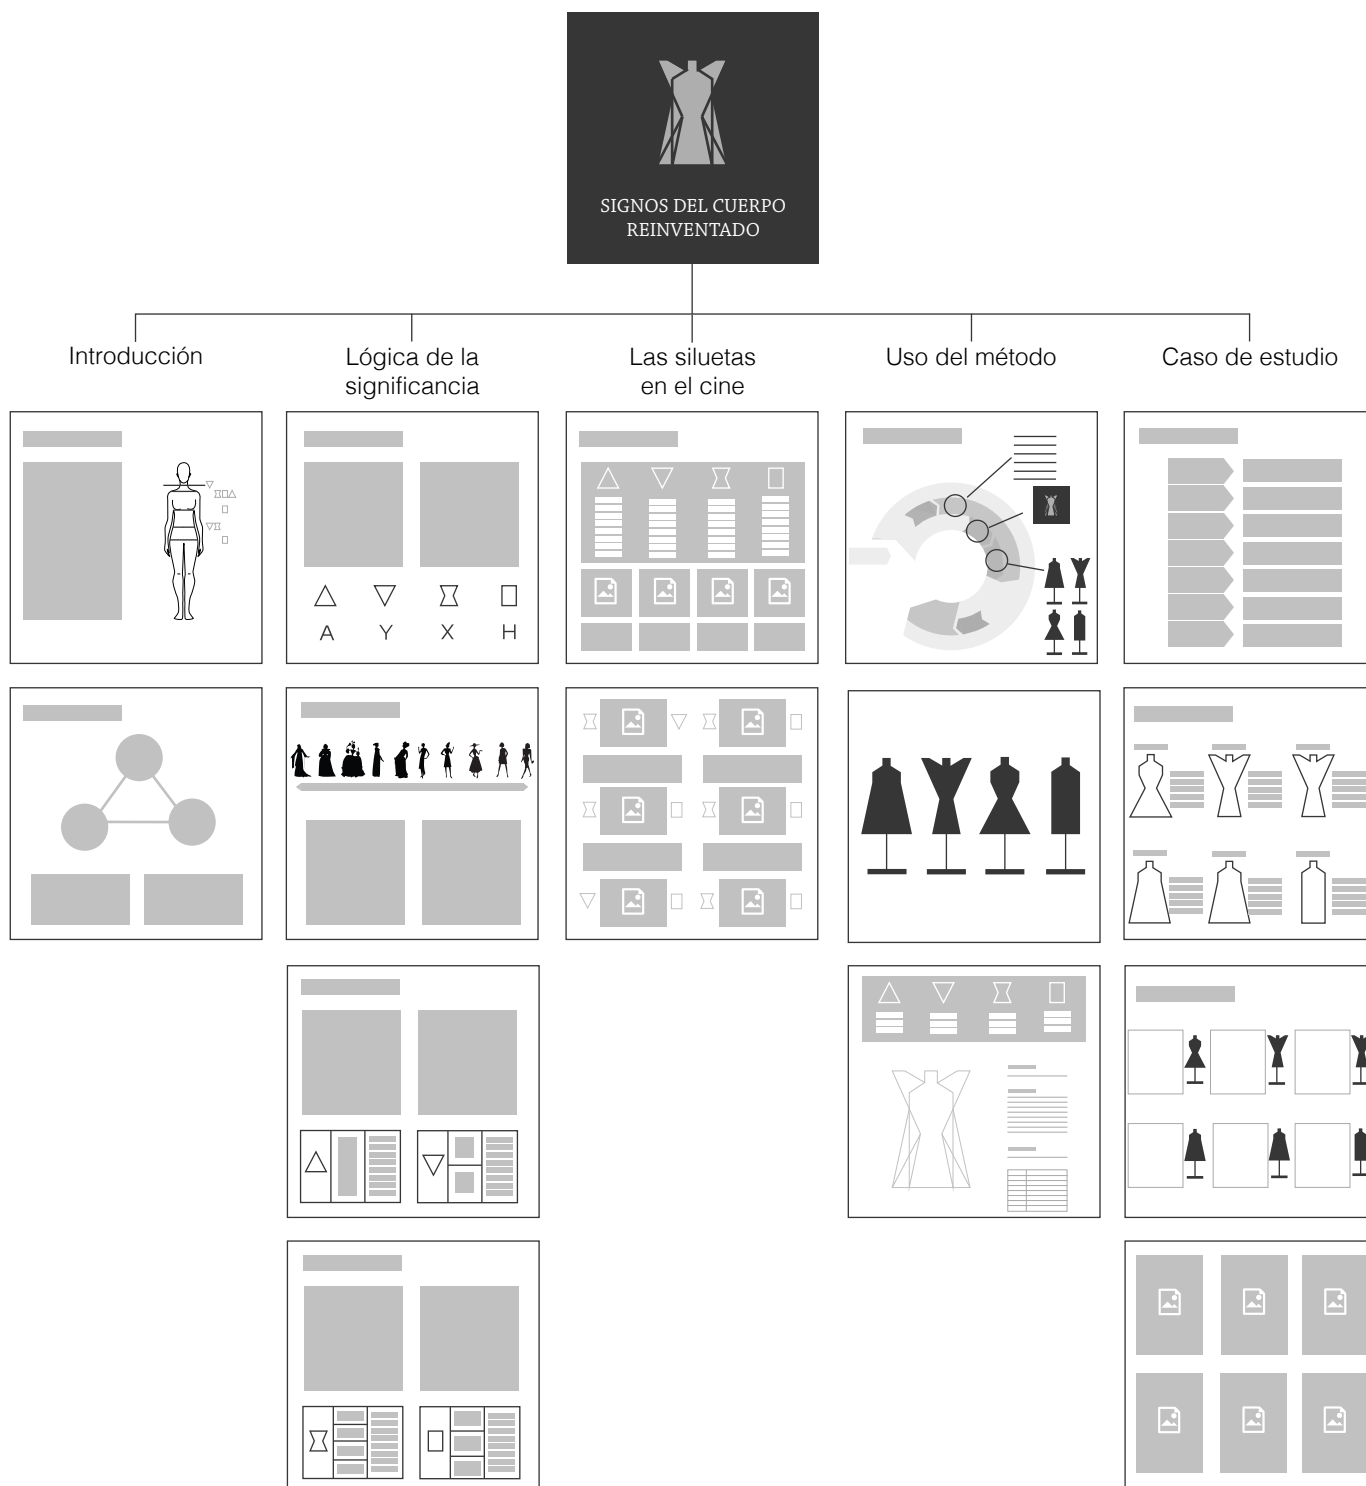 SIGNOS DEL CUERPO
REINVENTADO
Introducción
Lógica de la
significancia
Las siluetas
en el cine
Uso del método
Caso de estudio
A Y X H